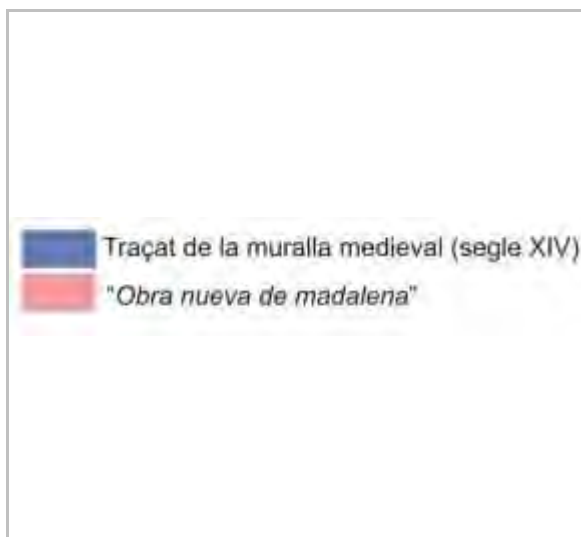 Traçat de la muralla medieval (segle XIV)
"Obra nueva de madalena"